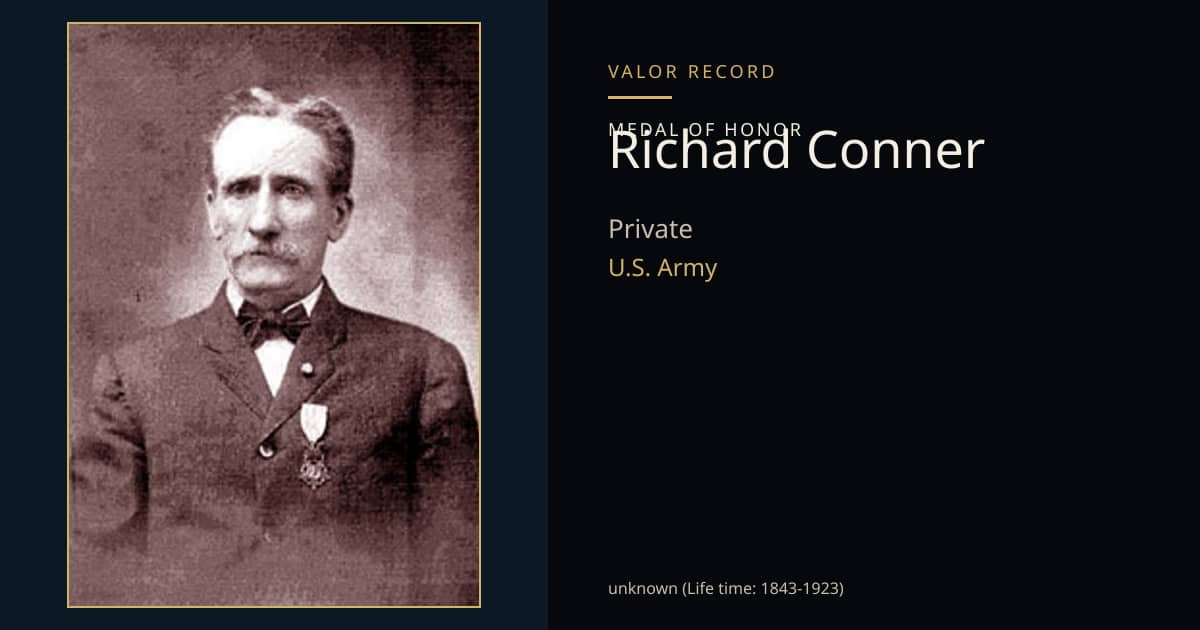 VALOR RECORD
MEDAL OF HONOR
Richard Conner
Private
U.S. Army
unknown (Life time: 1843-1923)